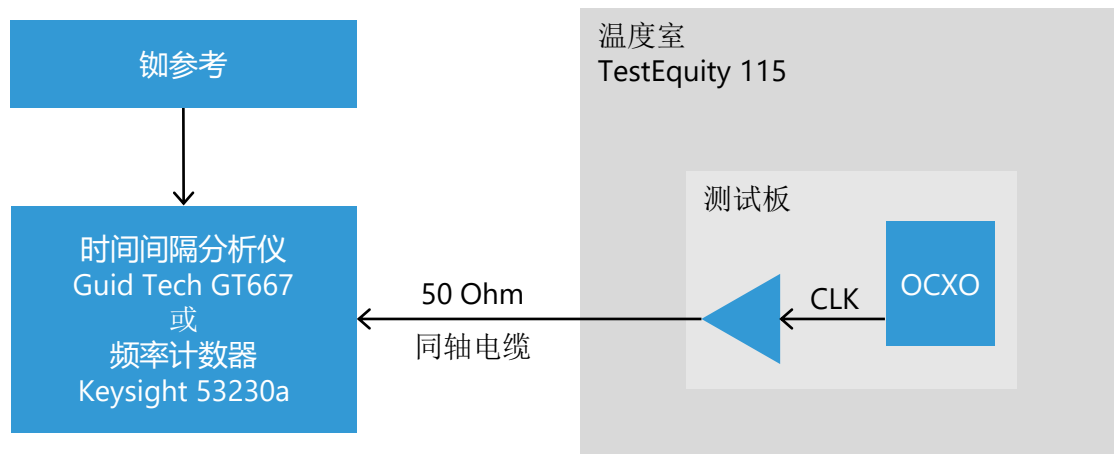 铷参考
时间间隔分析仪
Guid Tech GT667
或
频率计数器
Keysight 53230a
50 Ohm
同轴电缆
温度室
TestEquity 115
测试板
CLK
OCXO